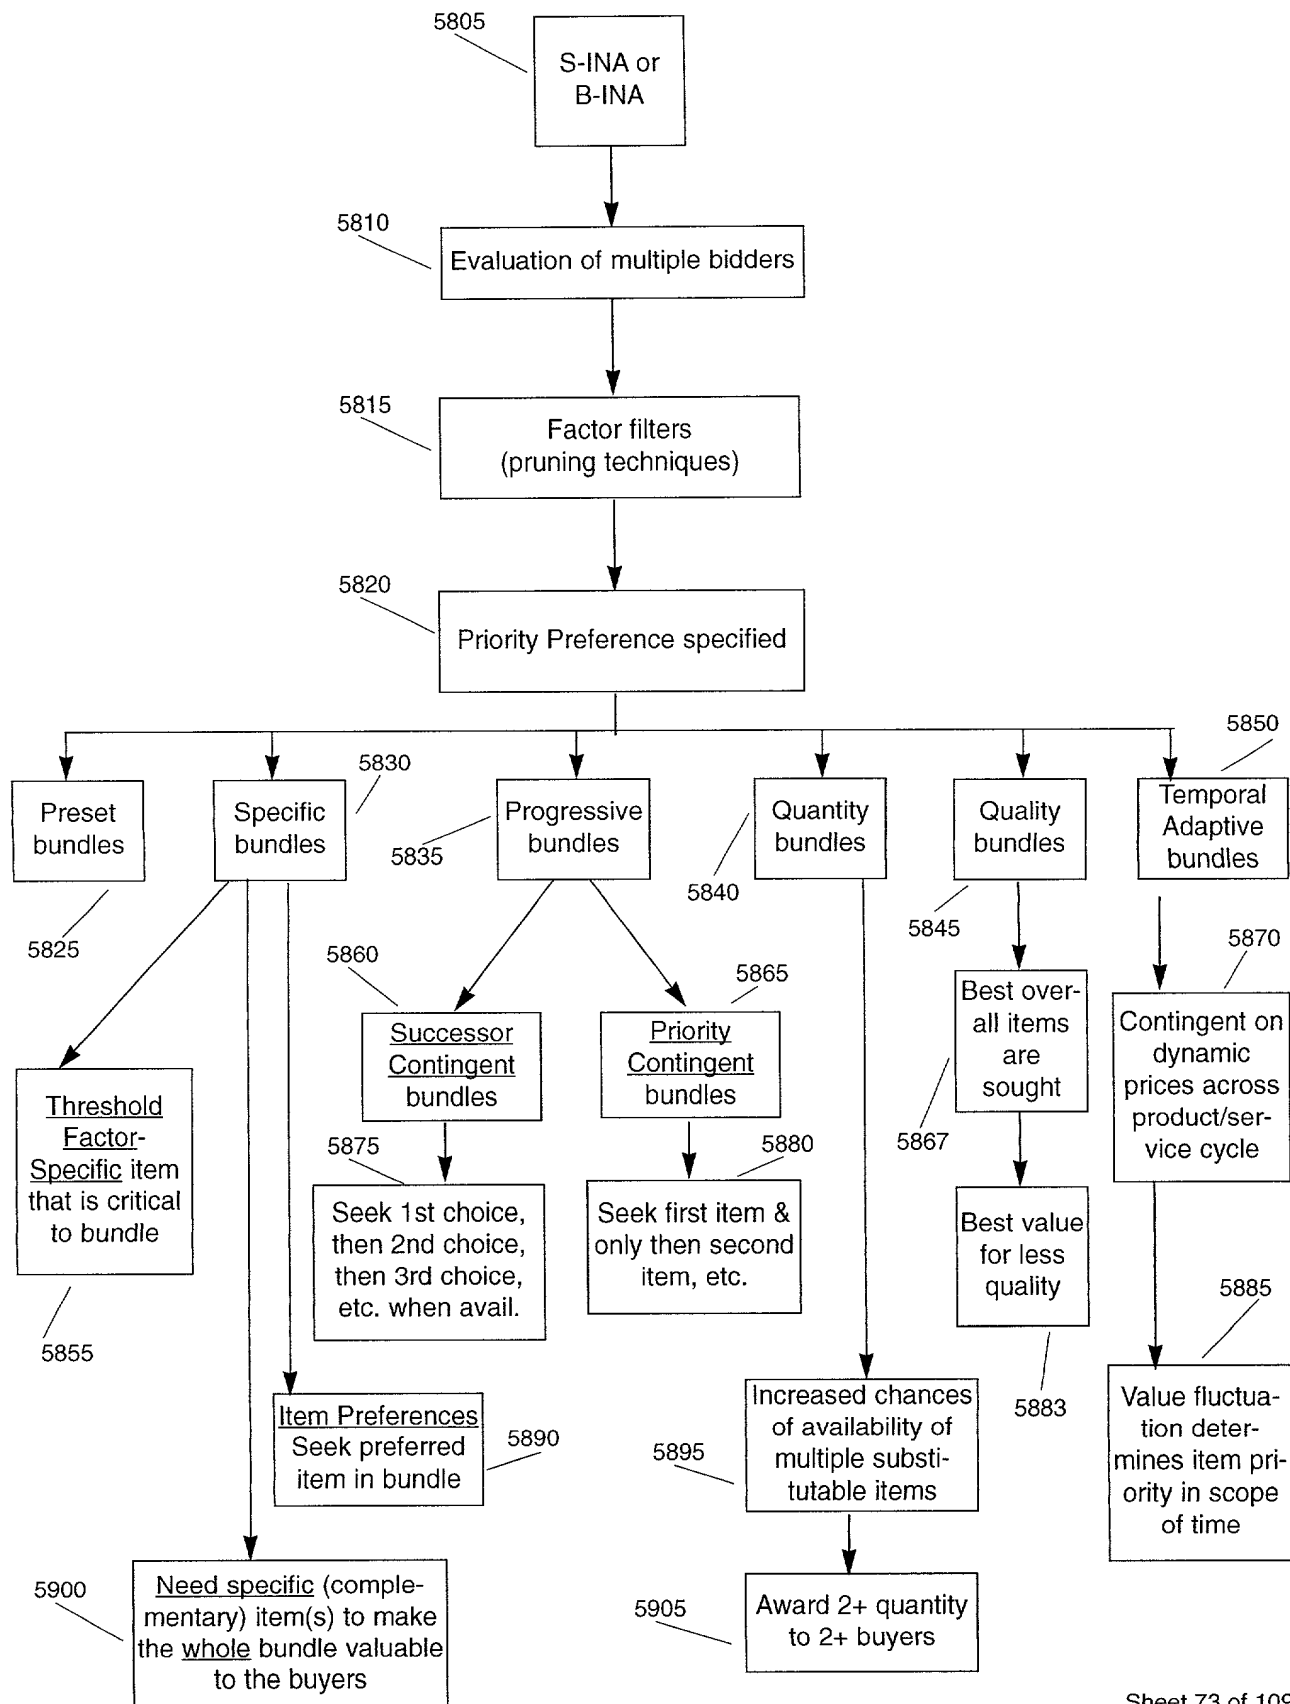 5805
S-INA or
B-INA
5810
Evaluation of multiple bidders
5815
Factor filters
(pruning techniques)
5820
Priority Preference specified
5850
5830
Preset
bundles
Specific
bundles
Progressive
bundles
5835
Quantity
bundles
5840
Quality
bundles
5845
Temporal
Adaptive
bundles
5825
5860
5865
5870
Successor
Contingent
bundles
Priority
Contingent
bundles
Best over-
all items
are
sought
5867
Contingent on
dynamic
prices across
product/ser-
vice cycle
Threshold
Factor-
Specific item
that is critical
to bundle
5855
5875
Seek 1st choice,
then 2nd choice,
then 3rd choice,
etc. when avail.
5880
Seek first item &
only then second
item, etc.
Best value
for less
quality
5883
5885
Value fluctua-
tion deter-
mines item pri-
ority in scope
of time
Item Preferences
Seek preferred
item in bundle
5890
5895
Increased chances
of availability of
multiple substi-
tutable items
5900
Need specific (comple-
mentary) item(s) to make
the whole bundle valuable
to the buyers
5905
Award 2+ quantity
to 2+ buyers
Sheet 73 of 109